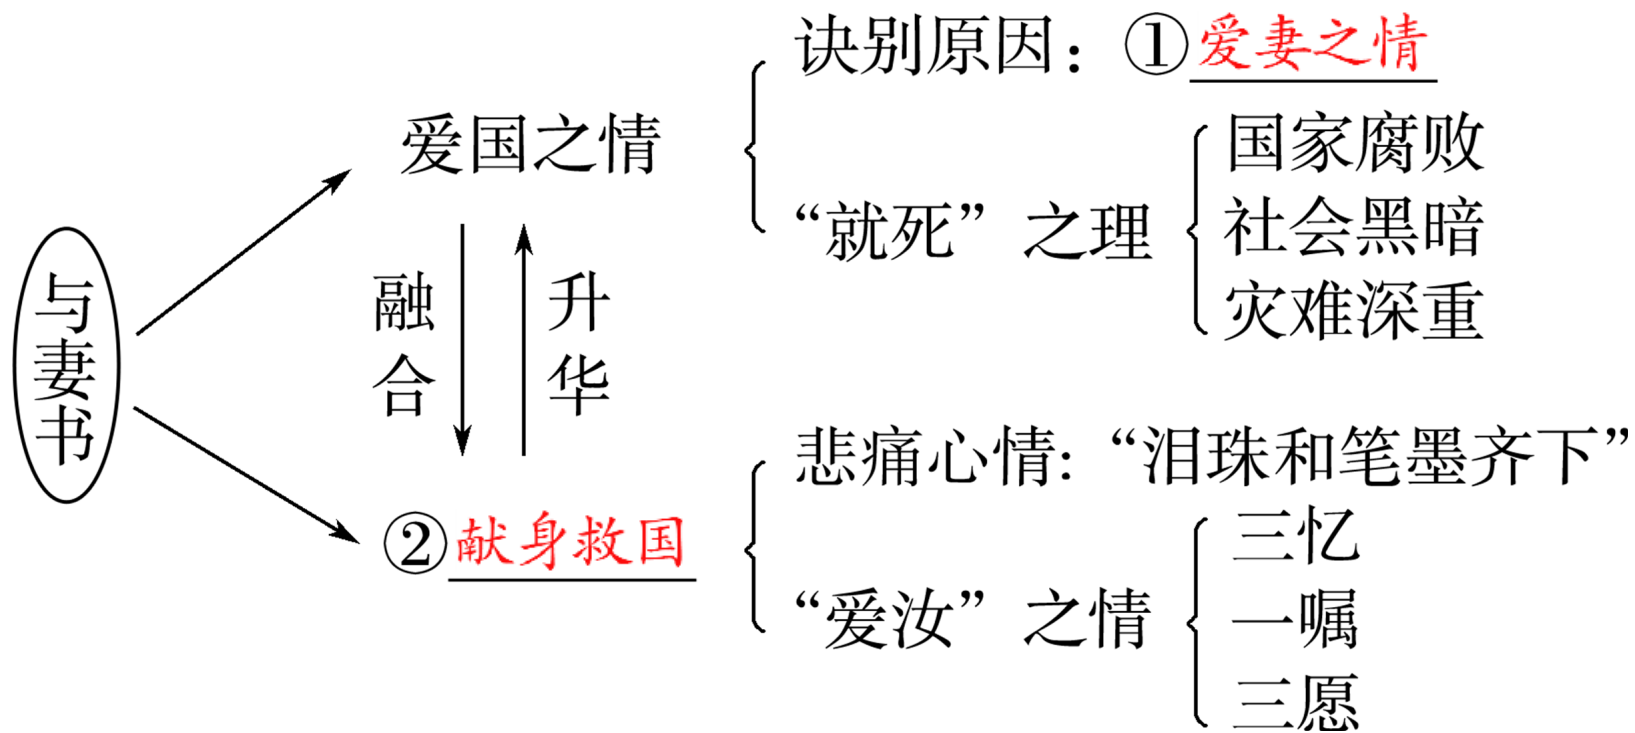 与妻书
爱国之情
诀别原因：①爱妻之情
“就死”之理
国家腐败
社会黑暗
灾难深重
融合
升华
②献身救国
悲痛心情:“泪珠和笔墨齐下”
“爱汝”之情
三忆
一嘱
三愿